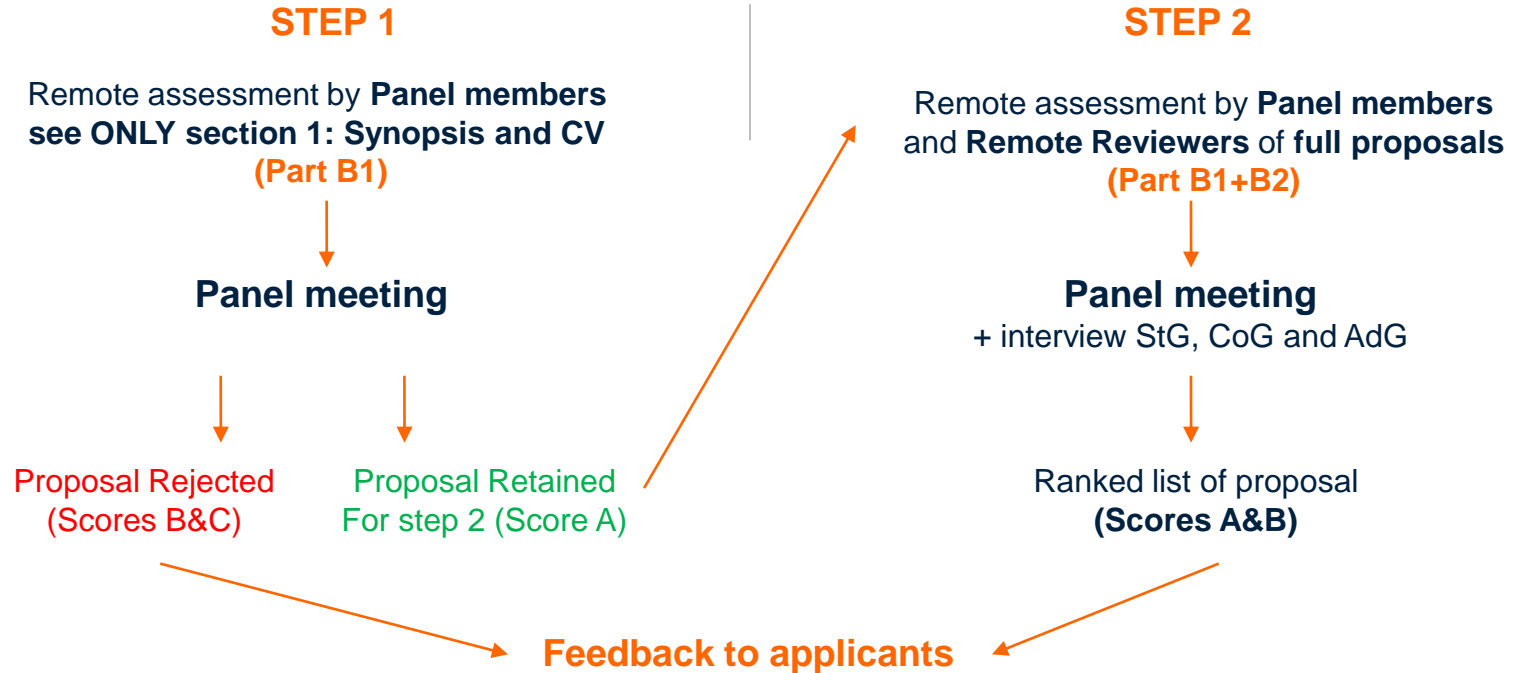 STEP 1
Remote assessment by Panel members
see ONLY section 1: Synopsis and CV
(Part B1)
Panel meeting
Proposal Rejected
(Scores B&C)
Proposal Retained
For step 2 (Score A)
STEP 2
Remote assessment by Panel members
and Remote Reviewers of full proposals
(Part B1+B2)
Panel meeting
+ interview StG, CoG and AdG
Ranked list of proposal
(Scores A&B)
Feedback to applicants